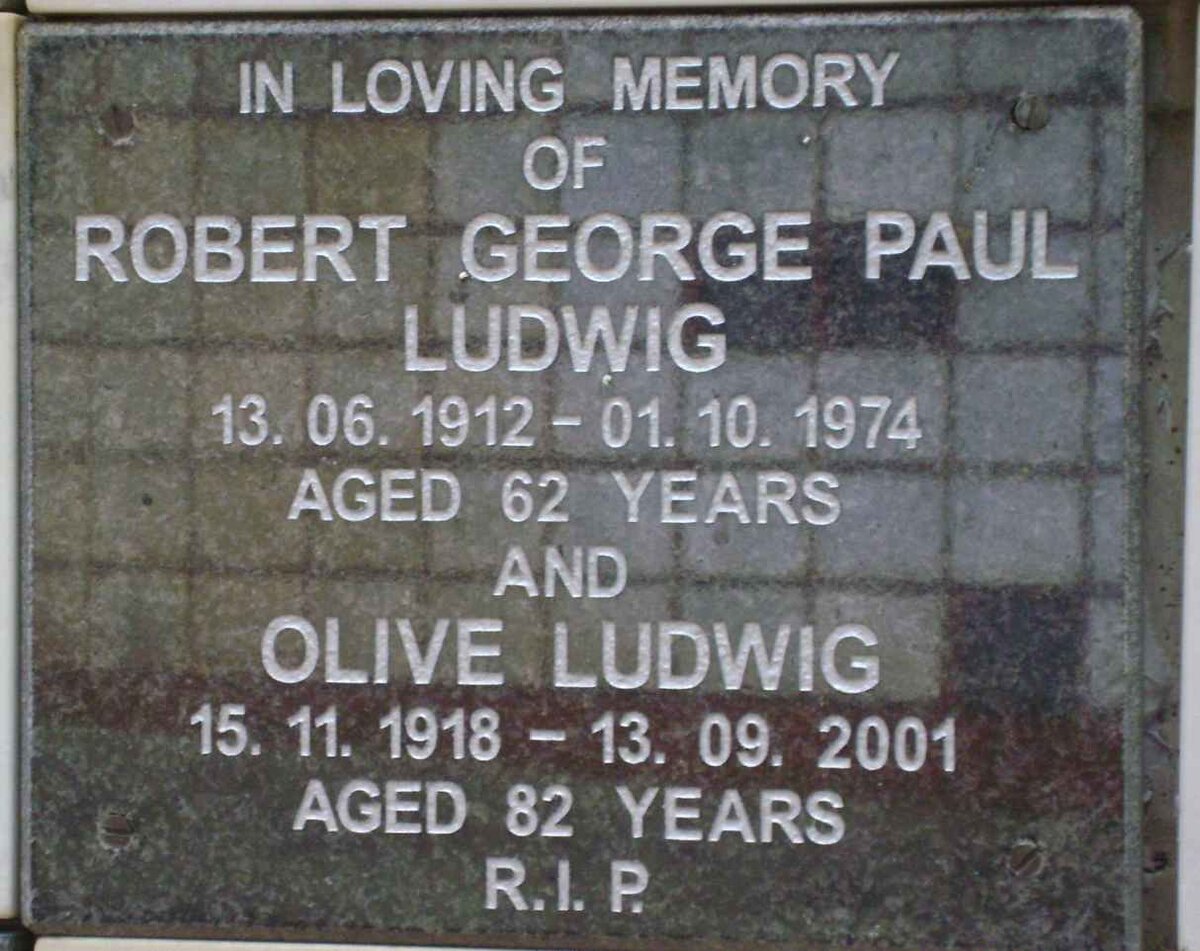 IN LOVING MEMORY
OF
ROBERT GEORGE PAUL
LUDWIG
13. 06. 1912 – 01. 10. 1974
AGED 62 YEARS
AND
OLIVE LUDWIG
15. 11. 1918 – 13. 09. 2001
AGED 82 YEARS
R.I.P.